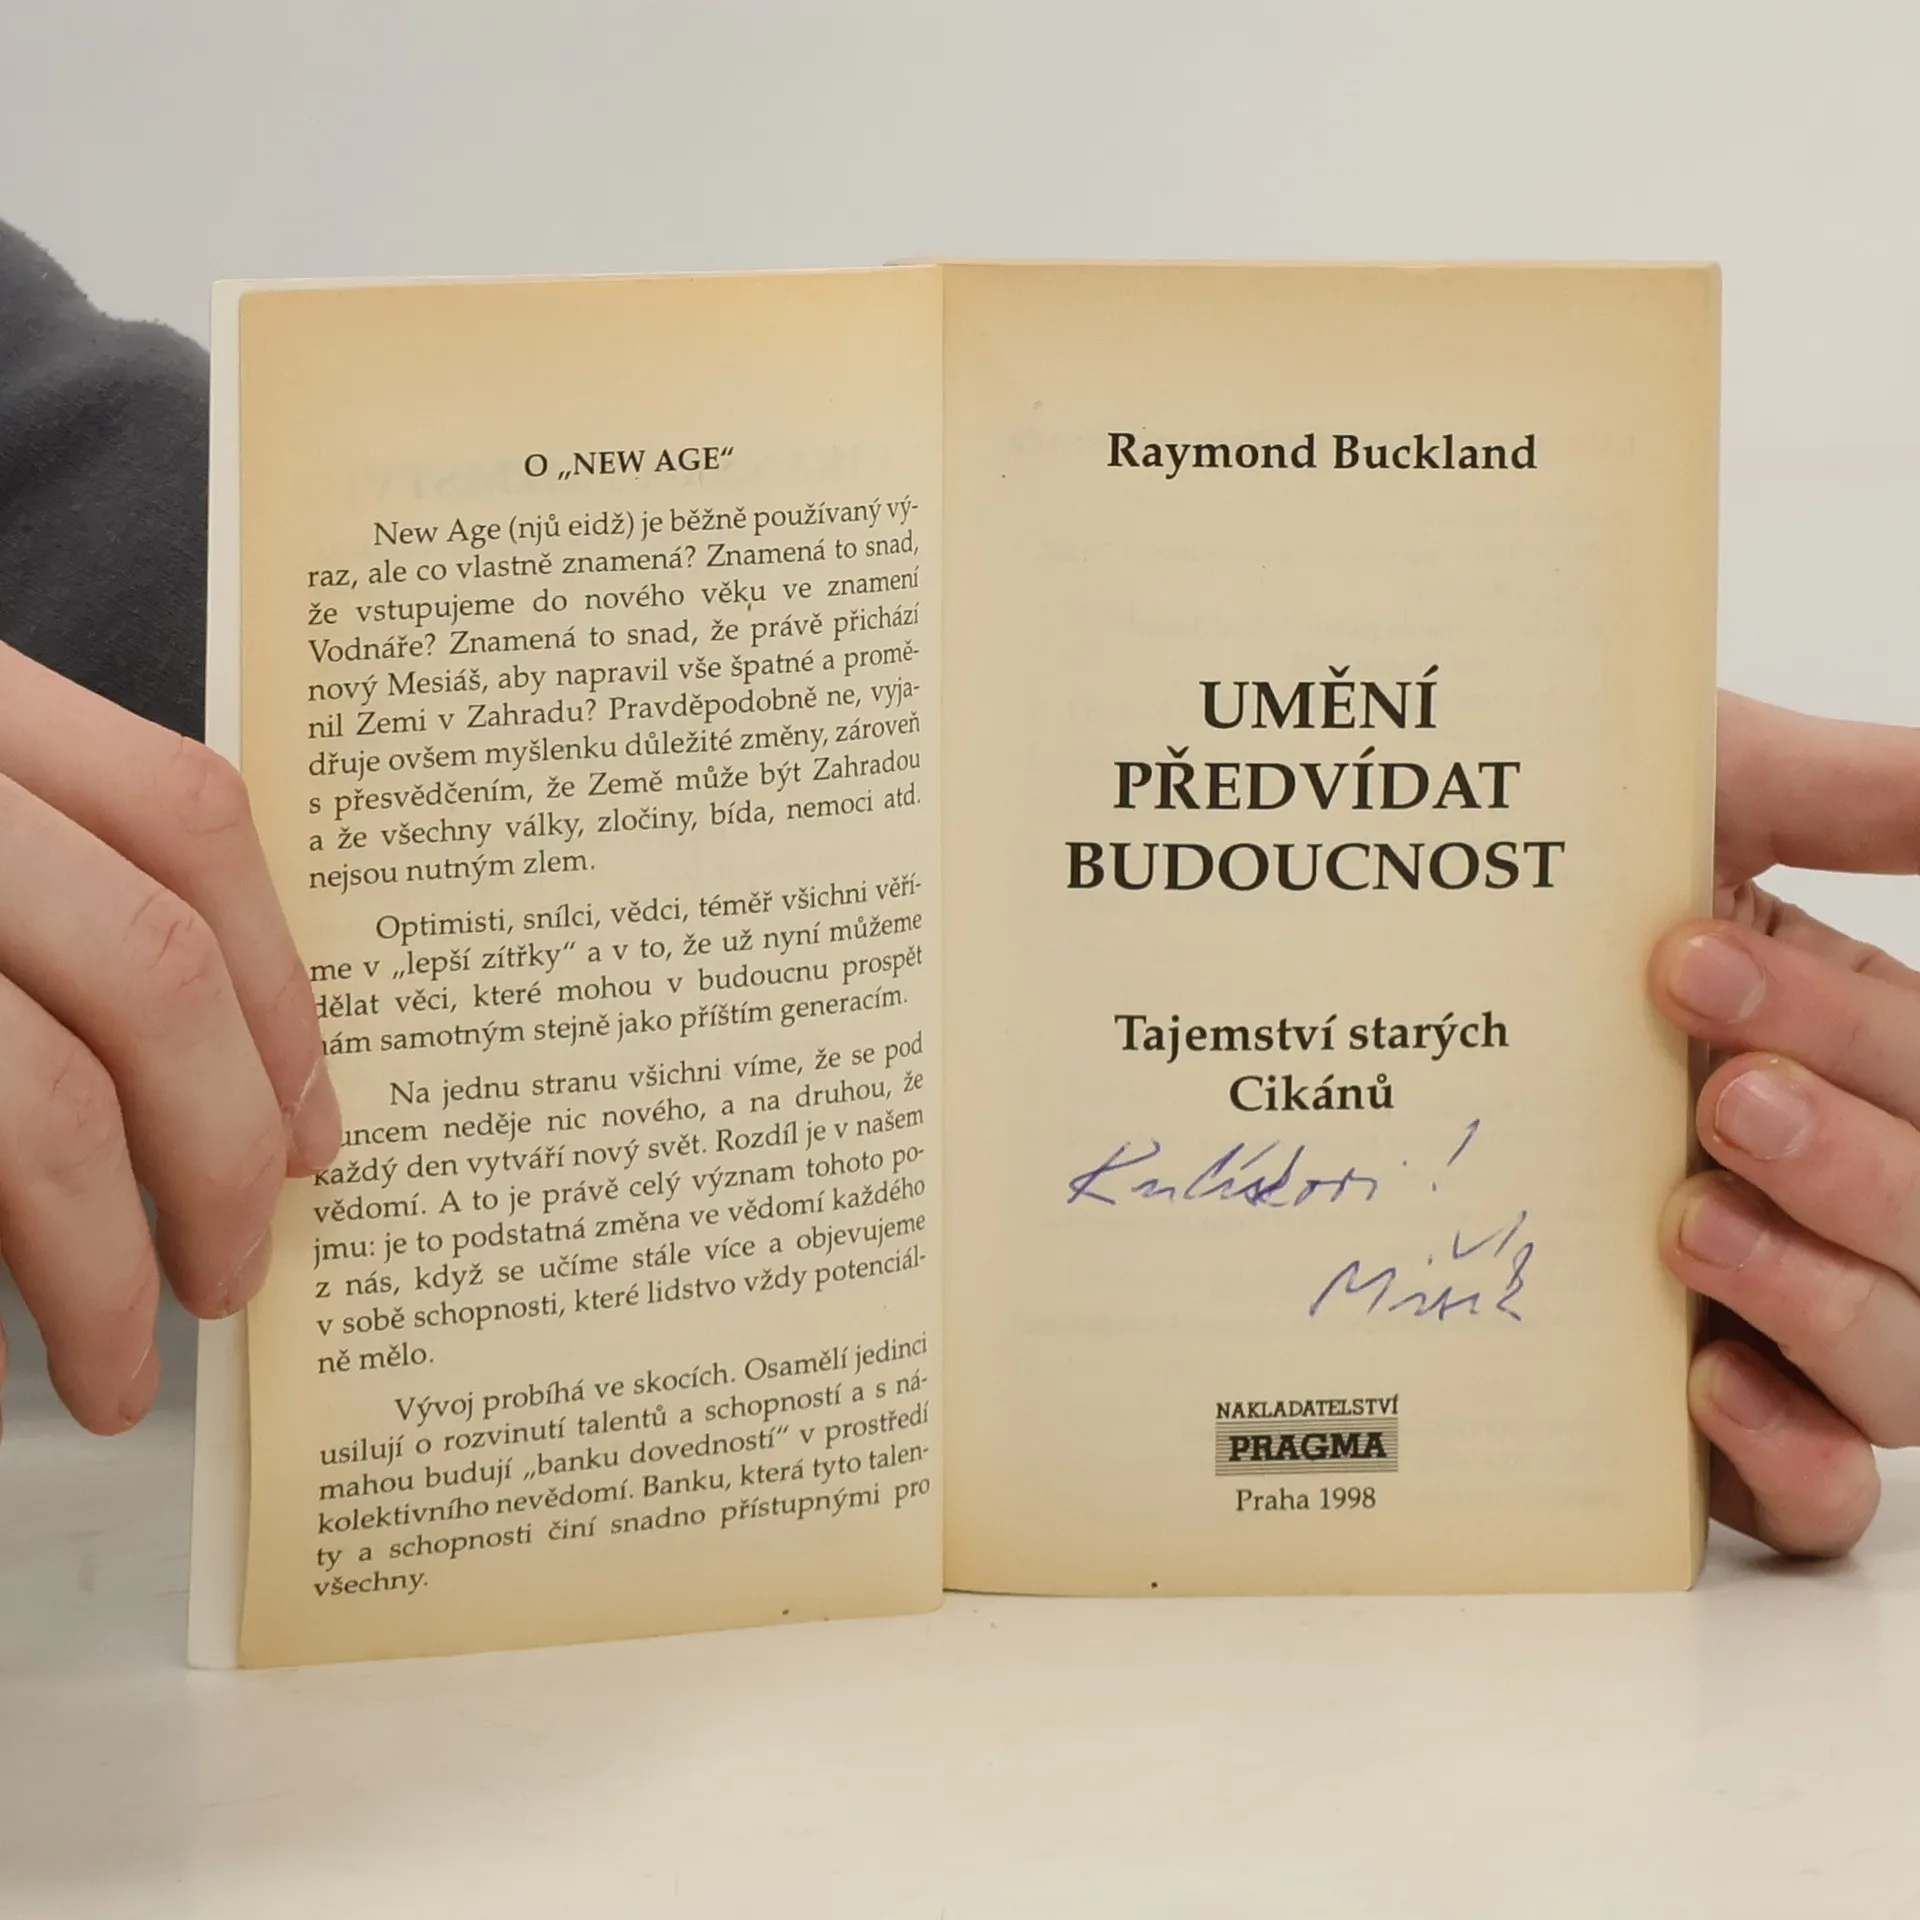 O „NEW AGE“
New Age (njů eidž) je běžně používaný vý-
raz, ale co vlastně znamená? Znamená to snad,
že vstupujeme do nového věku ve znamení
Vodnáře? Znamená to snad, že právě přichází
nový Mesiáš, aby napravil vše špatné a promě-
nil Zemi v Zahradu? Pravděpodobně ne, vyja-
dřuje ovšem myšlenku důležité změny, zároveň
s přesvědčením, že Země může být Zahradou
a že všechny války, zločiny, bída, nemoci atd.
nejsou nutným zlem.
Optimisti, snílci, vědci, téměř všichni věří-
me v „lepší zítřky“ a v to, že už nyní můžeme
dělat věci, které mohou v budoucnu prospět
nám samotným stejně jako příštím generacím.
Na jednu stranu všichni víme, že se pod
uncem neděje nic nového, a na druhou, že
každý den vytváří nový svět. Rozdíl je v našem
vědomí. A to je právě celý význam tohoto po-
jmu: je to podstatná změna ve vědomí každého
z nás, když se učíme stále více a objevujeme
v sobě schopnosti, které lidstvo vždy potenciál-
ně mělo.
Vývoj probíhá ve skocích. Osamělí jedinci
usilují o rozvinutí talentů a schopností a s ná-
mahou budují „banku dovedností“ v prostředí
kolektivního nevědomí. Banku, která tyto talen-
ty a schopnosti činí snadno přístupnými pro
všechny.
Raymond Buckland
UMĚNÍ
PŘEDVÍDAT
BUDOUCNOST
Tajemství starých
Cikánů
NAKLADATELSTVÍ
PRAGMA
Praha 1998